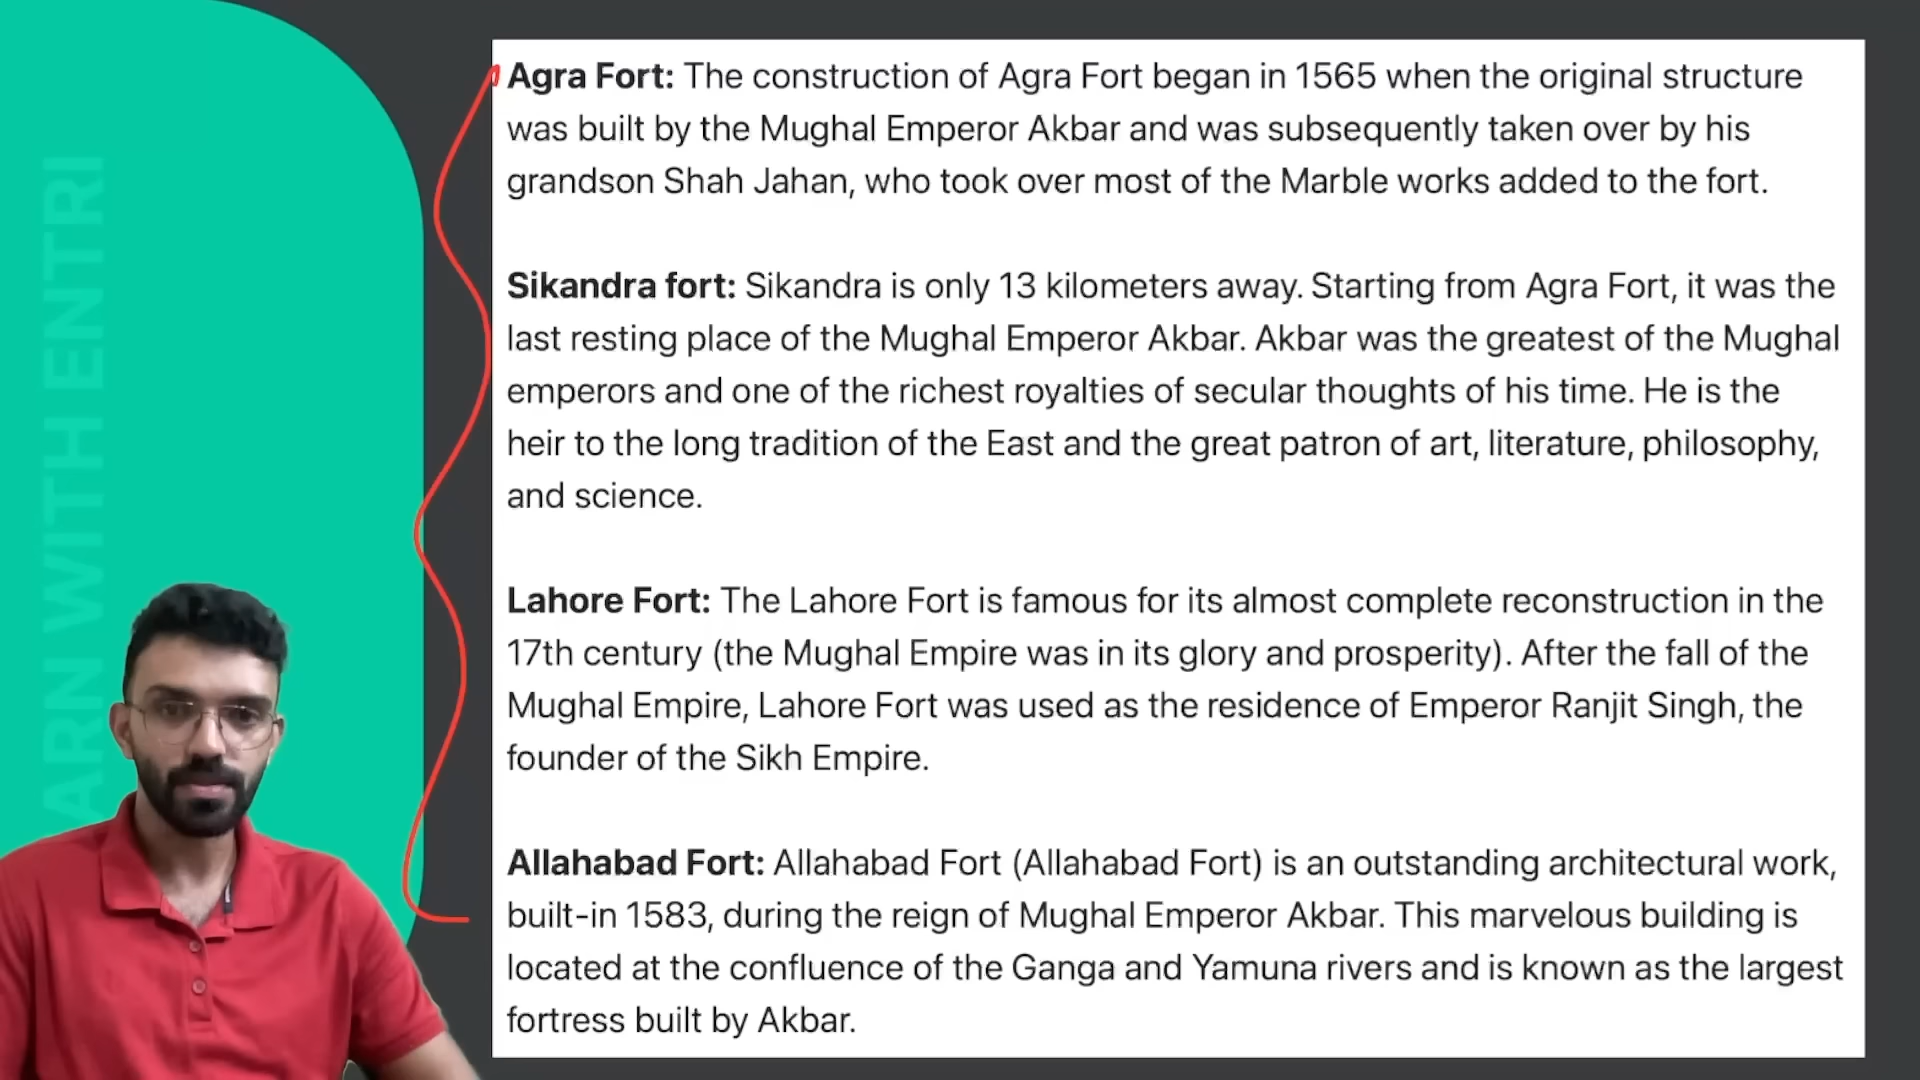 ARN WITH ENTRI
Agra Fort: The construction of Agra Fort began in 1565 when the original structure
was built by the Mughal Emperor Akbar and was subsequently taken over by his
grandson Shah Jahan, who took over most of the Marble works added to the fort.
Sikandra fort: Sikandra is only 13 kilometers away. Starting from Agra Fort, it was the
last resting place of the Mughal Emperor Akbar. Akbar was the greatest of the Mughal
emperors and one of the richest royalties of secular thoughts of his time. He is the
heir to the long tradition of the East and the great patron of art, literature, philosophy,
and science.
Lahore Fort: The Lahore Fort is famous for its almost complete reconstruction in the
17th century (the Mughal Empire was in its glory and prosperity). After the fall of the
Mughal Empire, Lahore Fort was used as the residence of Emperor Ranjit Singh, the
founder of the Sikh Empire.
Allahabad Fort: Allahabad Fort (Allahabad Fort) is an outstanding architectural work,
built-in 1583, during the reign of Mughal Emperor Akbar. This marvelous building is
located at the confluence of the Ganga and Yamuna rivers and is known as the largest
fortress built by Akbar.